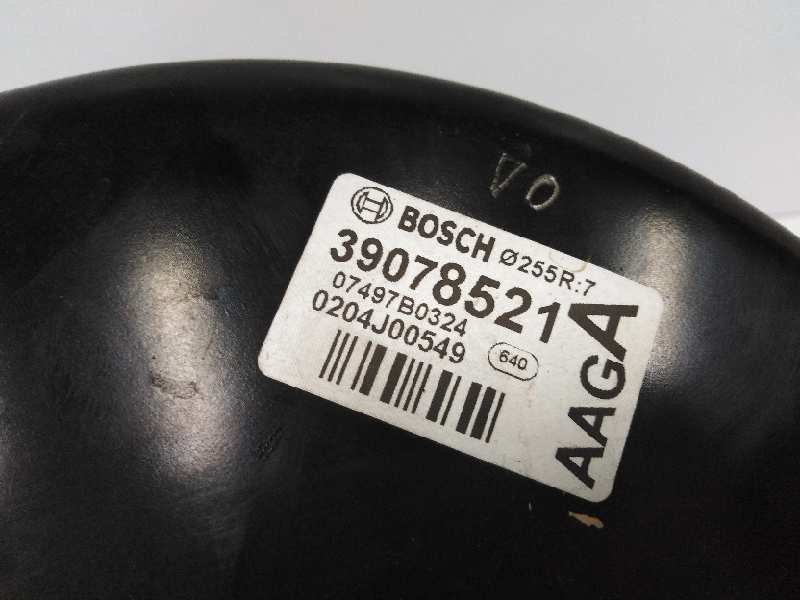 VO
BOSCH Ø255R:7
39078521
07497B0324
0204J00549
640
AAGA